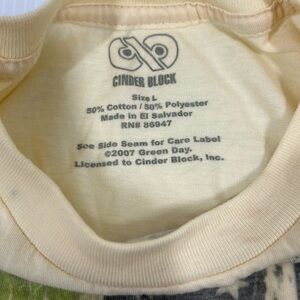 CINDER BLOCK
Size L
50% Cotton / 50% Polyester
Made in El Salvador
RN# 86947
See Side Seam for Care Label
©2007 Green Day.
Licensed to Cinder Block, Inc.